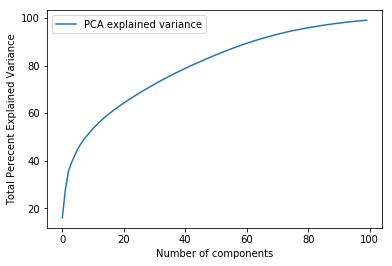 PCA explained variance
Total Perecent Explained Variance
100
80
60
40
20
0 20 40 60 80 100
Number of components